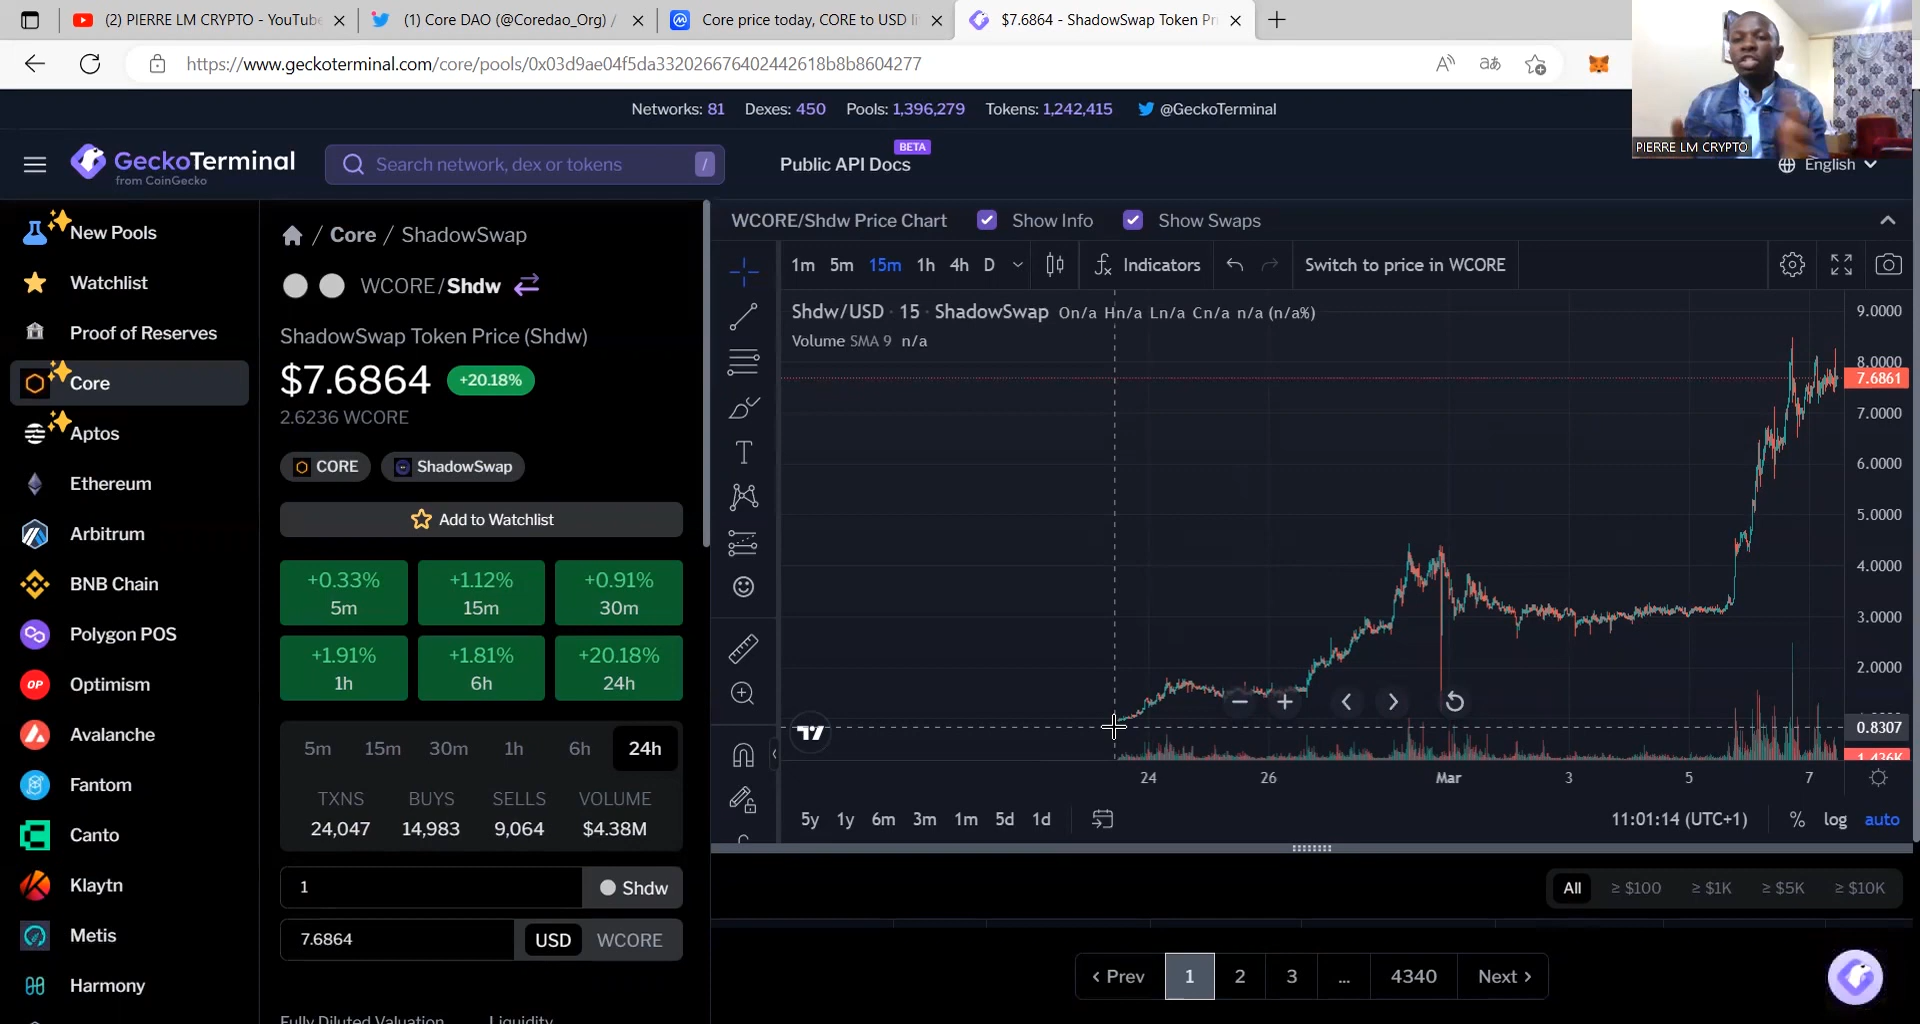 (2) PIERRE LM CRYPTO - YouTube
(1) Core DAO (@Coredao_Org) /
Core price today, CORE to USD li
$7.6864 - ShadowSwap Token Pri
https://www.geckoterminal.com/core/pools/0x03d9ae04f5da332026676402442618b8b8604277
Networks: 81 Dexes: 450 Pools: 1,396,279 Tokens: 1,242,415 @GeckoTerminal
PIERRE LM CRYPTO
GeckoTerminal
from CoinGecko
Search network, dex or tokens /
Public API Docs
BETA
English
New Pools
Watchlist
Proof of Reserves
Core
Aptos
Ethereum
Arbitrum
BNB Chain
Polygon POS
OP Optimism
Avalanche
Fantom
Canto
Klaytn
Metis
Harmony
/ Core / ShadowSwap
WCORE/Shdw
ShadowSwap Token Price (Shdw)
$7.6864 +20.18%
2.6236 WCORE
CORE ShadowSwap
Add to Watchlist
+0.33% +1.12% +0.91%
5m 15m 30m
+1.91% +1.81% +20.18%
1h 6h 24h
5m 15m 30m 1h 6h 24h
TXNS BUYS SELLS VOLUME
24,047 14,983 9,064 $4.38M
1 Shdw
7.6864 USD WCORE
Fully Diluted Valuation Liquidity
WCORE/Shdw Price Chart Show Info Show Swaps
1m 5m 15m 1h 4h D Indicators Switch to price in WCORE
Shdw/USD · 15 · ShadowSwap On/a Hn/a Ln/a Cn/a n/a (n/a%)
Volume SMA 9 n/a
9.0000
8.0000
7.6861
7.0000
6.0000
5.0000
4.0000
3.0000
2.0000
0.8307
1.436K
24 26 Mar 3 5 7
5y 1y 6m 3m 1m 5d 1d 11:01:14 (UTC+1) % log auto
All ≥ $100 ≥ $1K ≥ $5K ≥ $10K
‹ Prev 1 2 3 ... 4340 Next ›